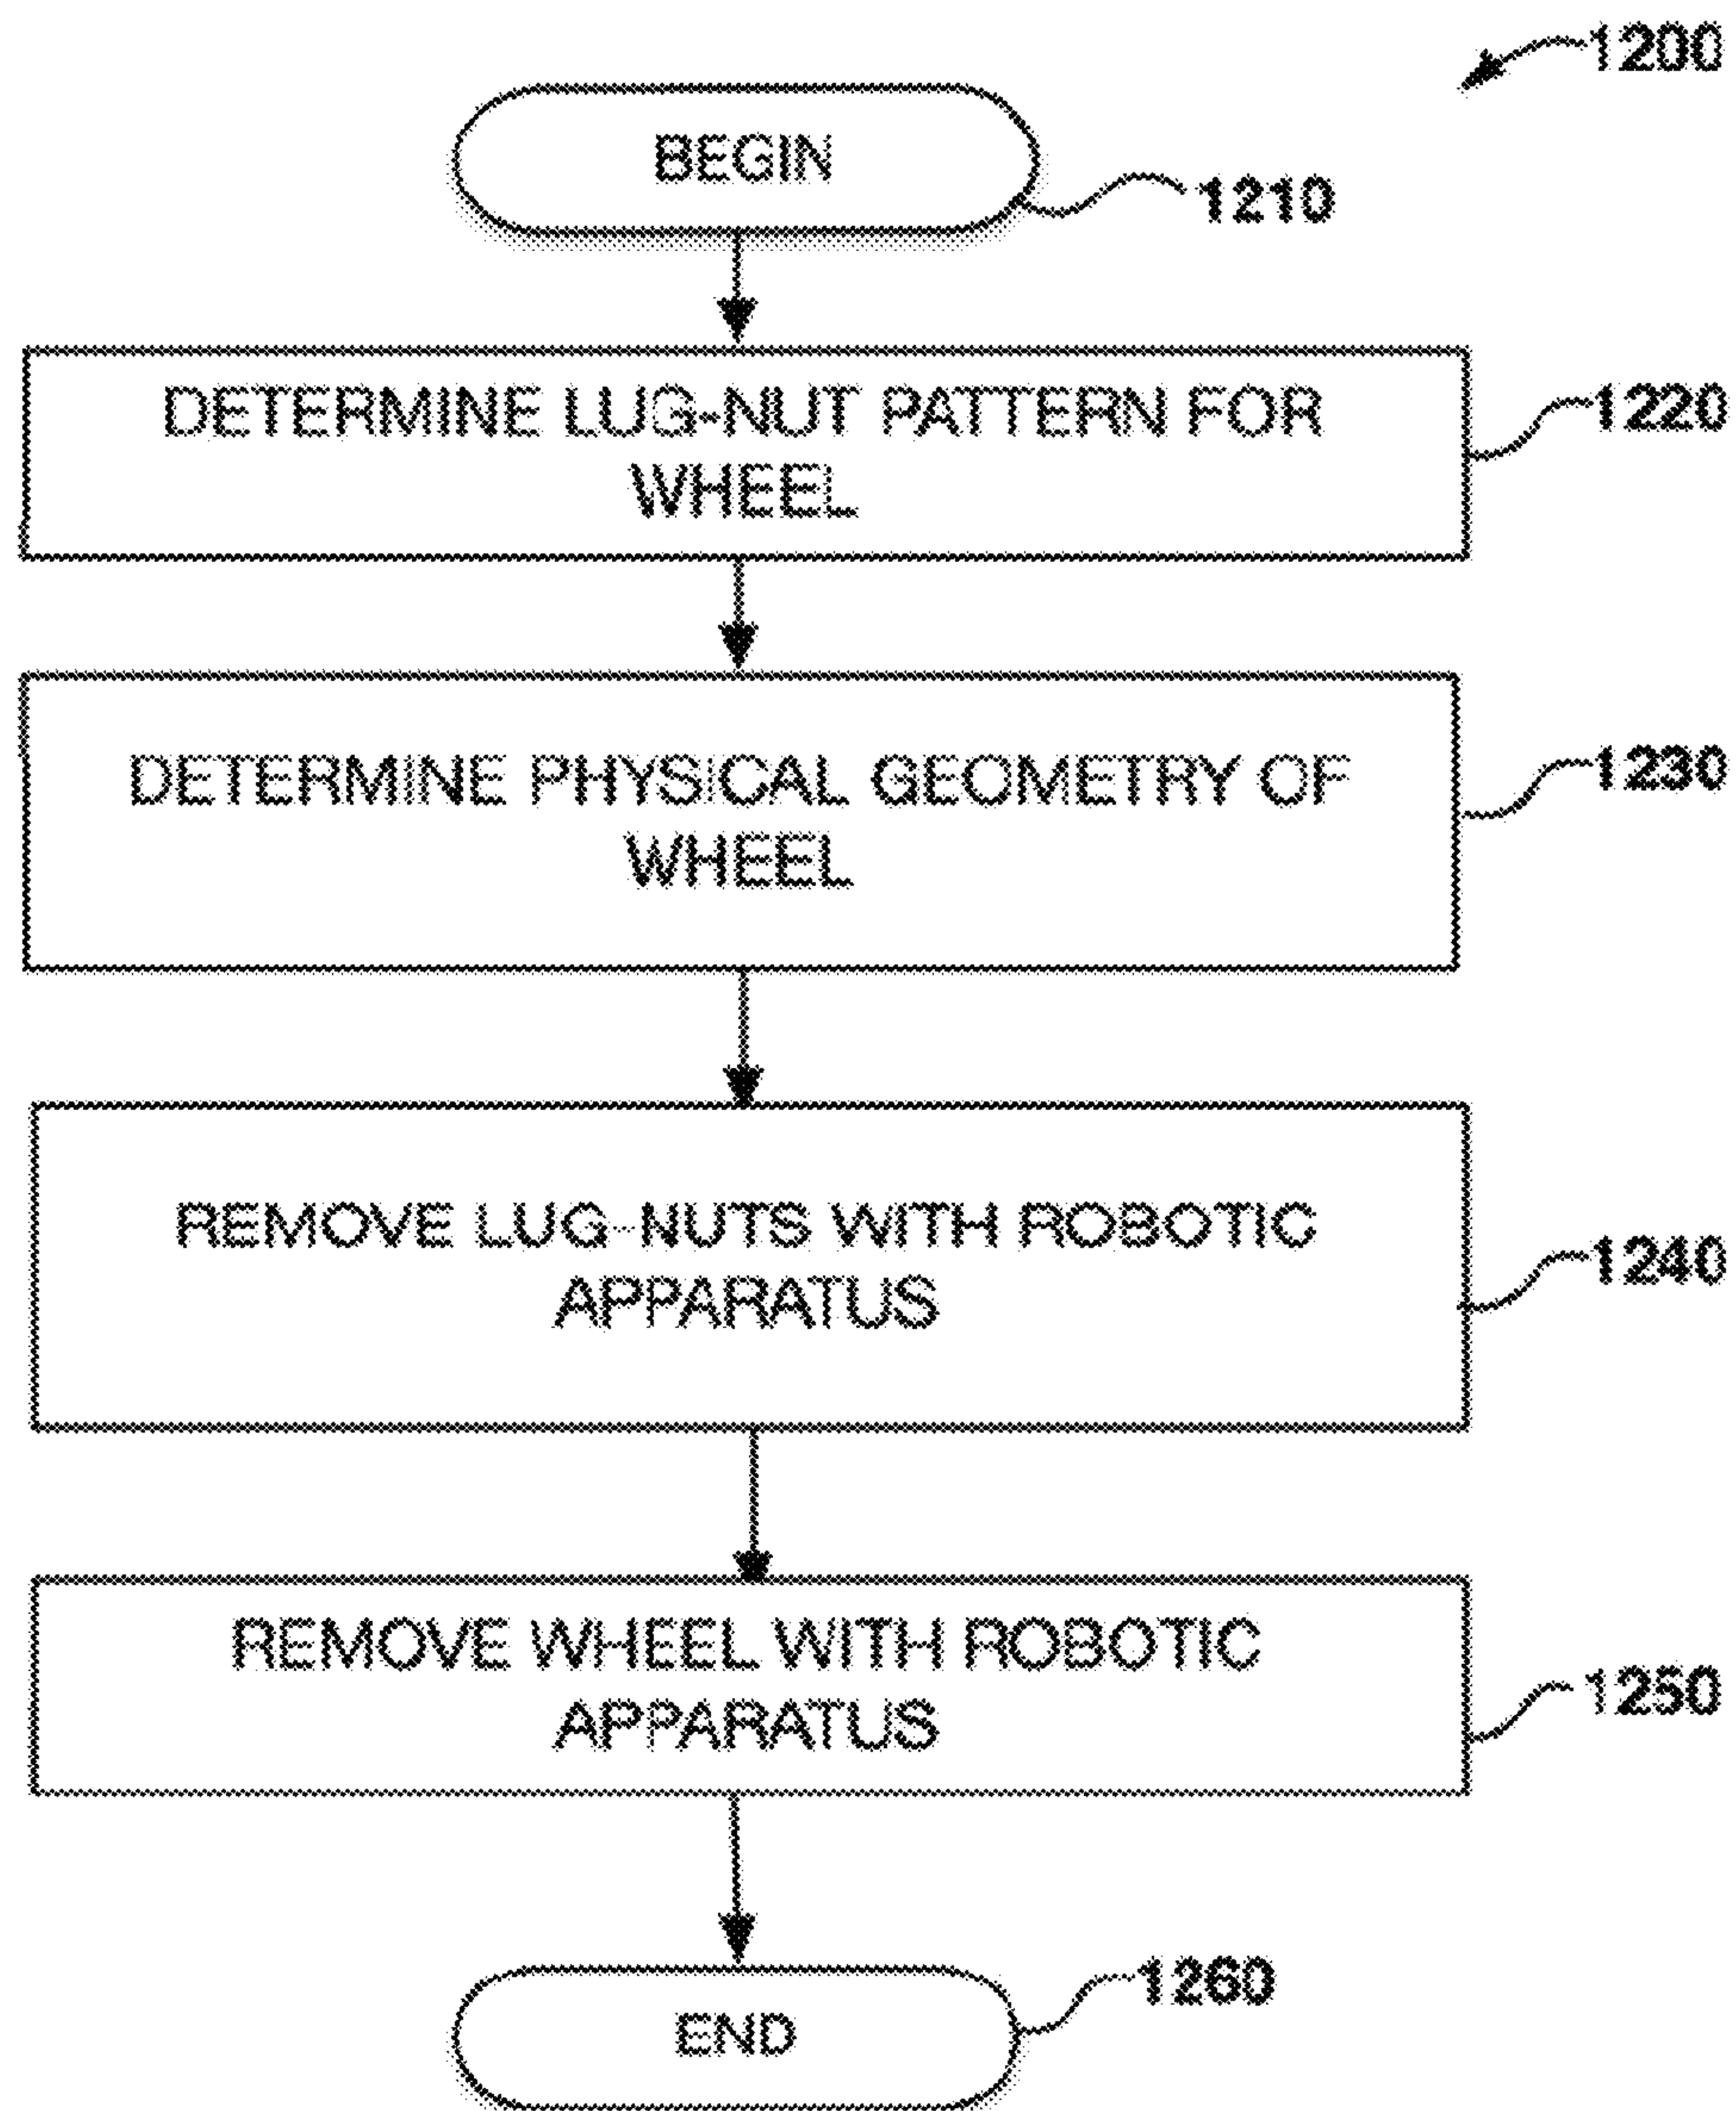 1200
BEGIN
1210
DETERMINE LUG-NUT PATTERN FOR
WHEEL
1220
DETERMINE PHYSICAL GEOMETRY OF
WHEEL
1230
REMOVE LUG-NUTS WITH ROBOTIC
APPARATUS
1240
REMOVE WHEEL WITH ROBOTIC
APPARATUS
1250
END
1260